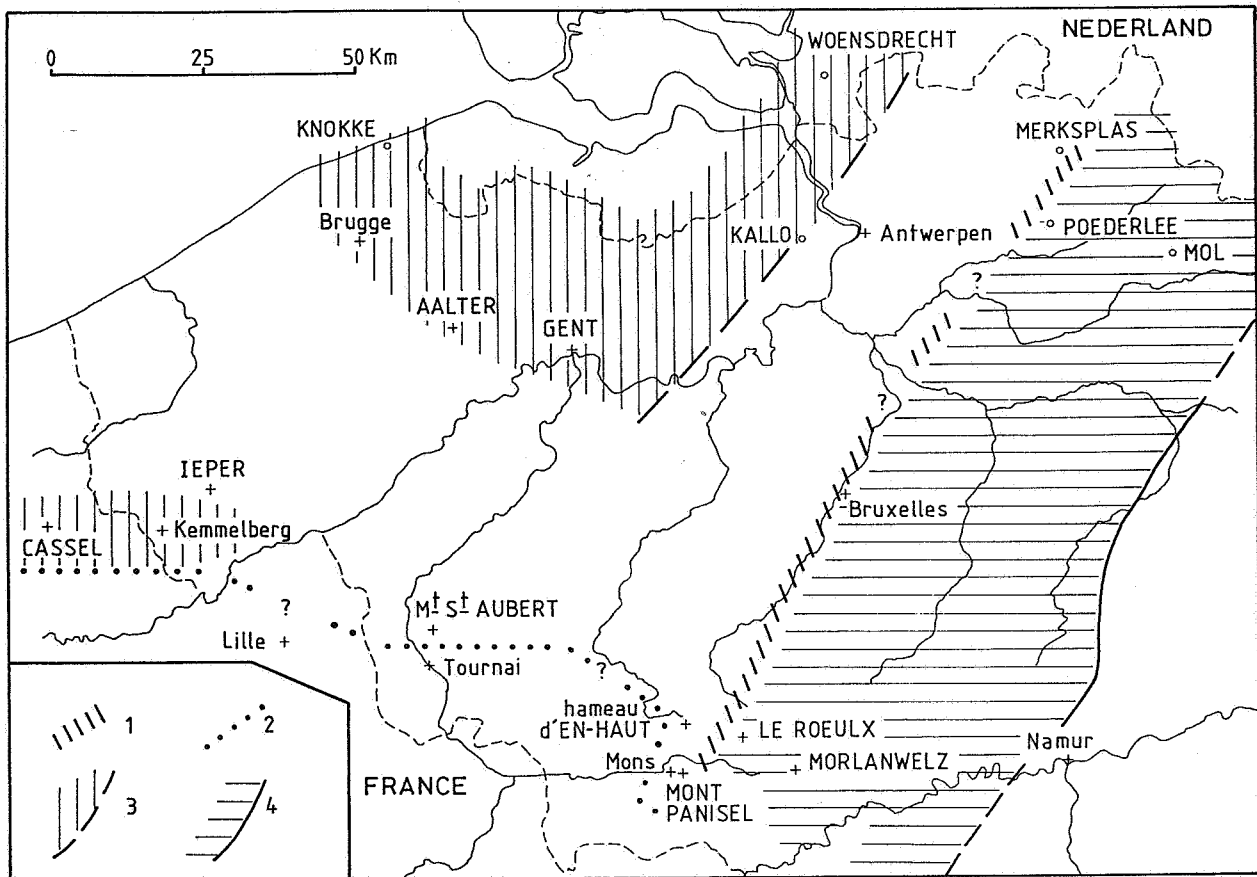 NEDERLAND
WOENSDRECHT
0 25 50 Km
KNOKKE
MERKSPLAS
Brugge
KALLO
Antwerpen
POEDERLEE
MOL
?
AALTER
GENT
?
IEPER
Kemmelberg
CASSEL
Bruxelles
?
Mt St AUBERT
Lille
Tournai
?
hameau
d'EN-HAUT
LE ROEULX
Namur
Mons
MORLANWELZ
FRANCE
MONT
PANISEL
1 2
3 4